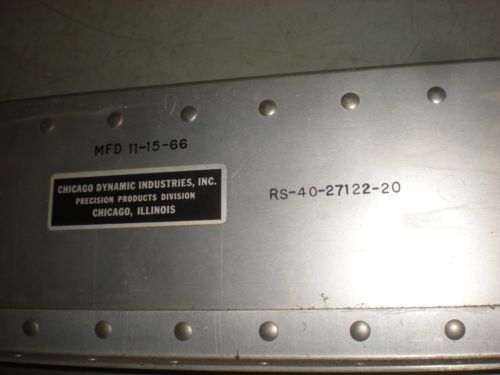 MFD 11-15-66
CHICAGO DYNAMIC INDUSTRIES, INC.
PRECISION PRODUCTS DIVISION
CHICAGO, ILLINOIS
RS-40-27122-20